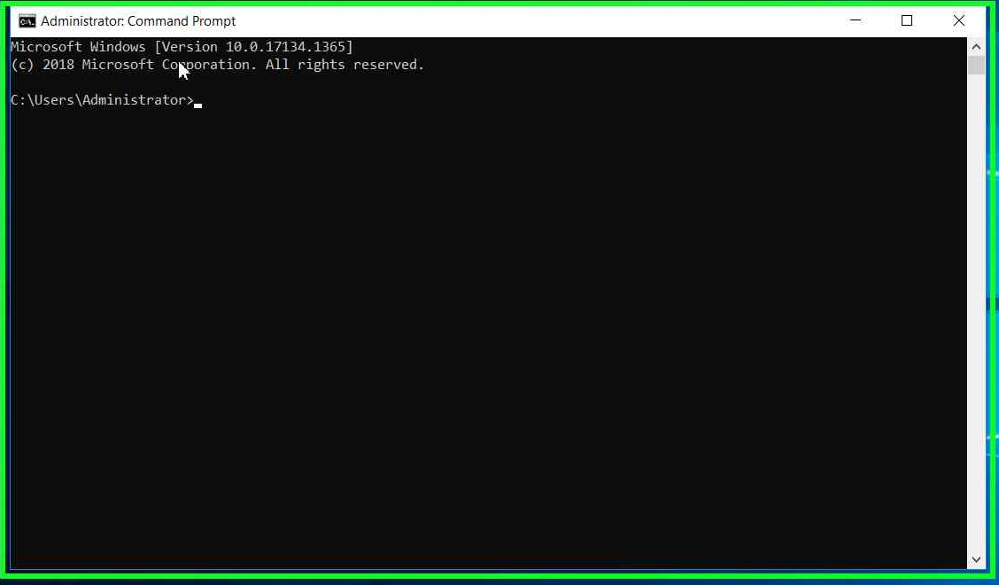 Administrator: Command Prompt
Microsoft Windows [Version 10.0.17134.1365]
(c) 2018 Microsoft Corporation. All rights reserved.
C:\Users\Administrator>